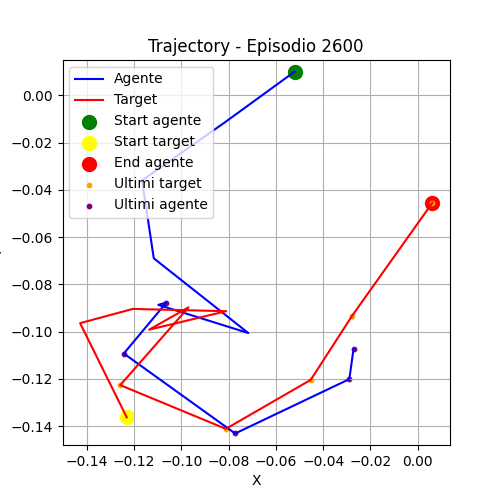 Trajectory - Episodio 2600
Agente
Target
Start agente
Start target
End agente
Ultimi target
Ultimi agente
0.00
−0.02
−0.04
−0.06
−0.08
−0.10
−0.12
−0.14
−0.14 −0.12 −0.10 −0.08 −0.06 −0.04 −0.02 0.00
X